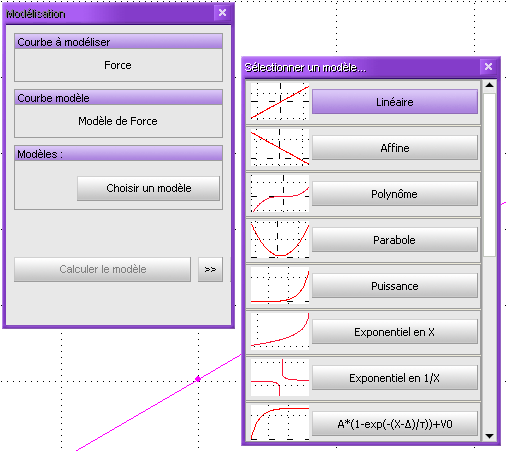 Modélisation
Courbe à modéliser
Force
Courbe modèle
Modèle de Force
Modèles :
Choisir un modèle
Calculer le modèle
>>
Sélectionner un modèle...
Linéaire
Affine
Polynôme
Parabole
Puissance
Exponentiel en X
Exponentiel en 1/X
A*(1-exp(-(X-Δ)/τ))+V0